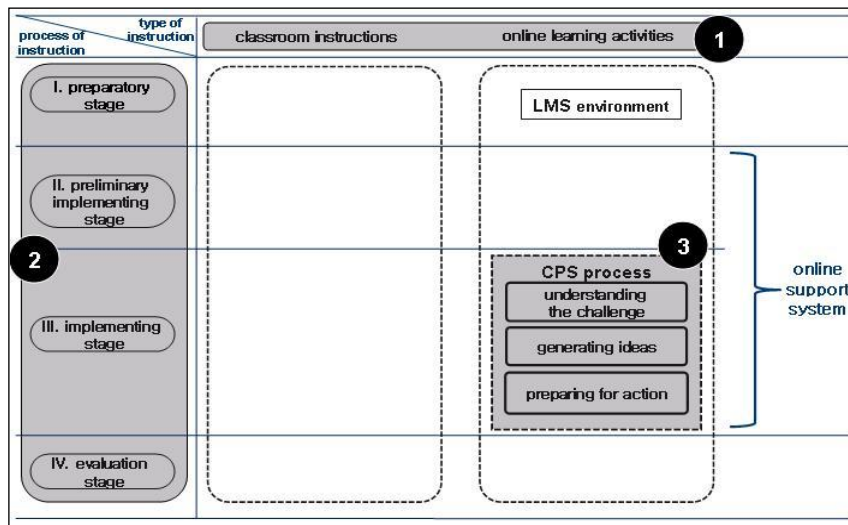 type of
instruction
process of
instruction
classroom instructions
online learning activities
1
I. preparatory
stage
LMS environment
II. preliminary
implementing
stage
2
3
CPS process
understanding
the challenge
III. implementing
stage
generating ideas
preparing for action
online
support
system
IV. evaluation
stage